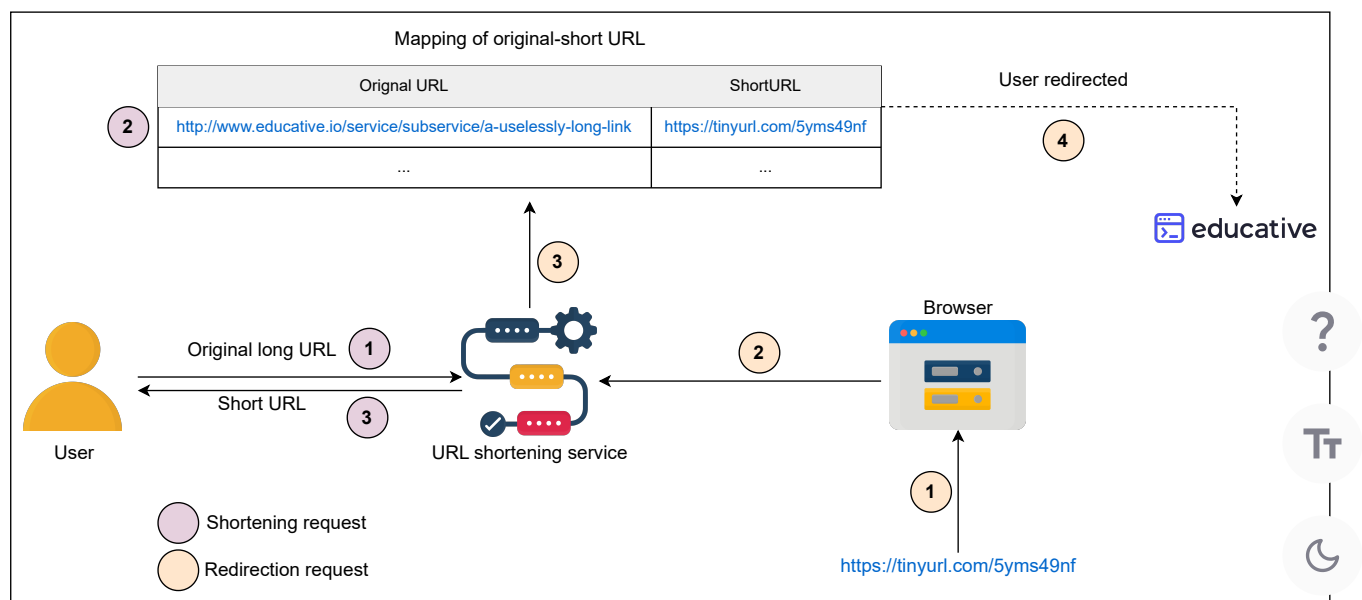 Mapping of original-short URL
Orignal URL ShortURL
User redirected
2 http://www.educative.io/service/subservice/a-uselessly-long-link https://tinyurl.com/5yms49nf
4
... ...
educative
3
Browser
Original long URL 1
2
Short URL 3
User
URL shortening service
1
Shortening request
Redirection request
https://tinyurl.com/5yms49nf
?
TT